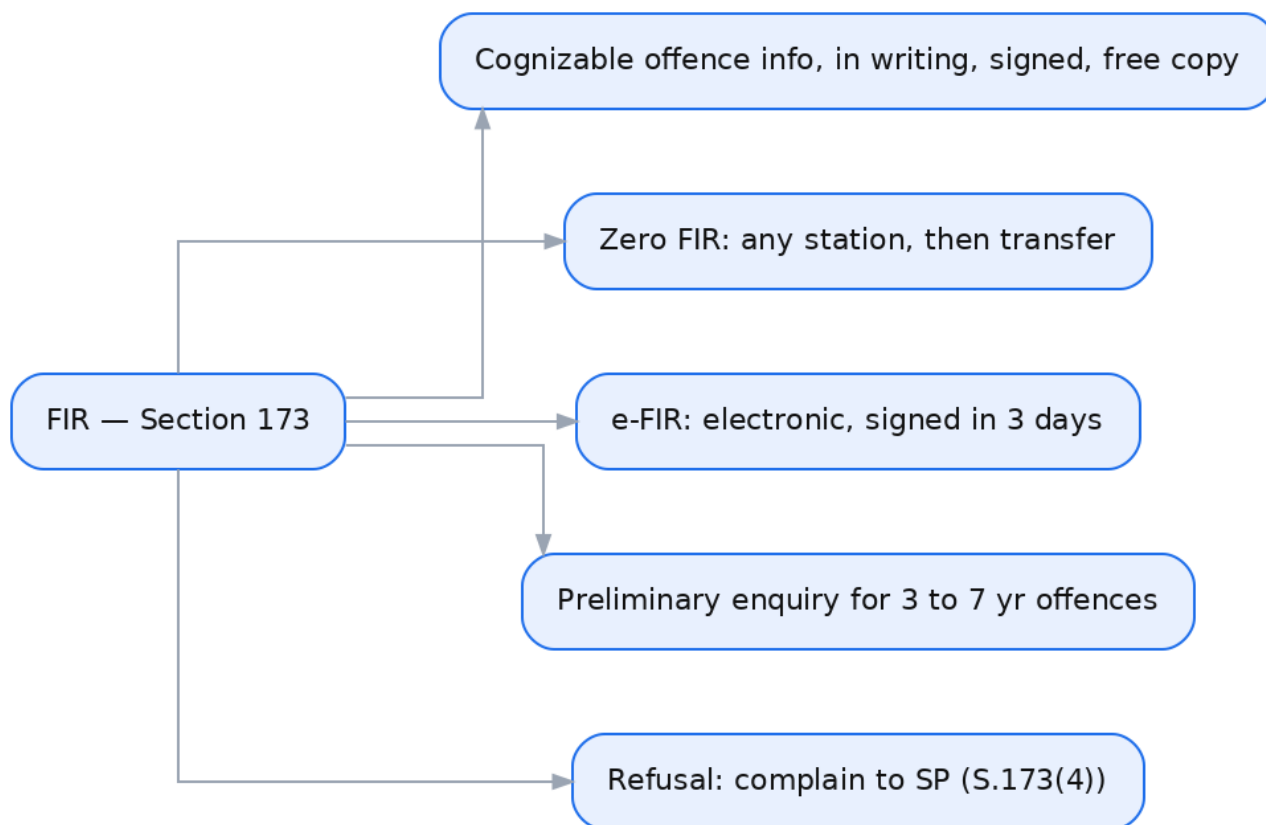 Cognizable offence info, in writing, signed, free copy
Zero FIR: any station, then transfer
FIR — Section 173
e-FIR: electronic, signed in 3 days
Preliminary enquiry for 3 to 7 yr offences
Refusal: complain to SP (S.173(4))